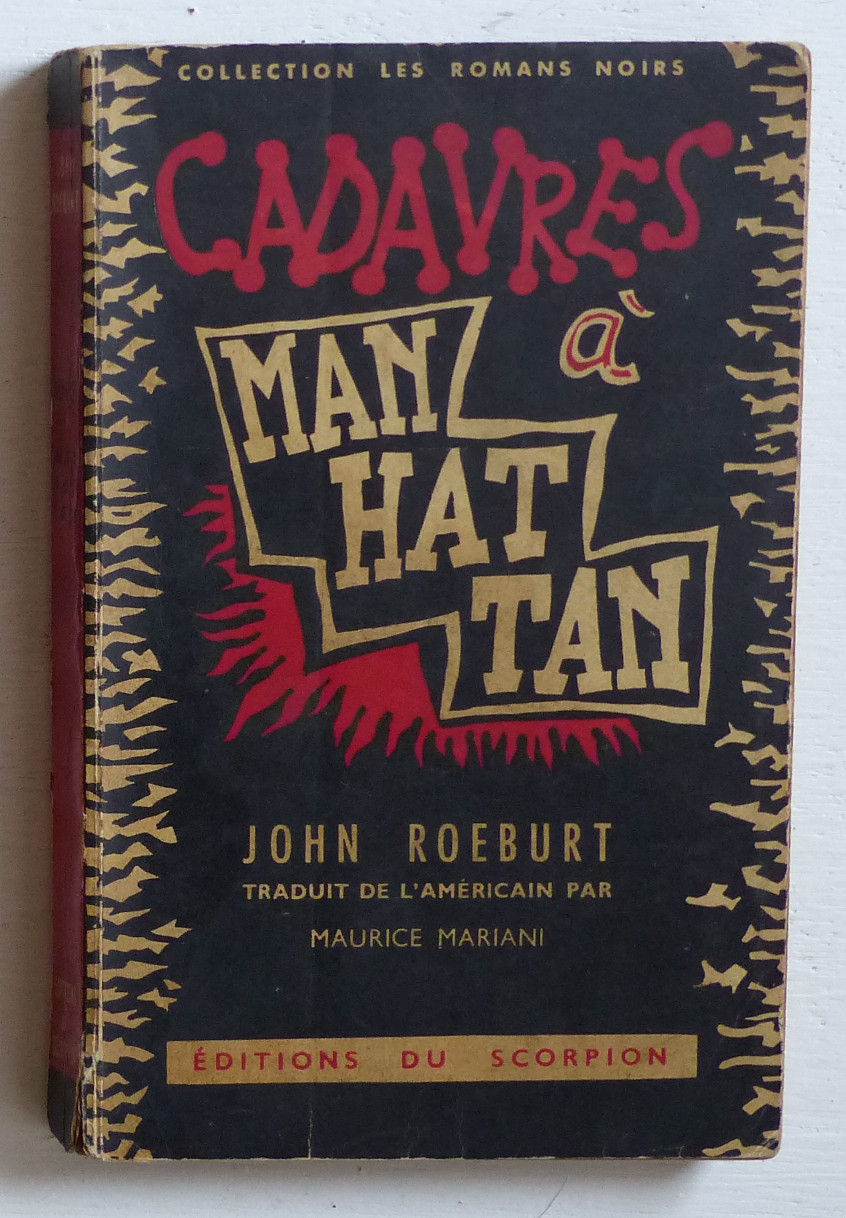 COLLECTION LES ROMANS NOIRS
CADAVRES
à
MAN
HAT
TAN
JOHN ROEBURT
TRADUIT DE L'AMÉRICAIN PAR
MAURICE MARIANI
ÉDITIONS DU SCORPION